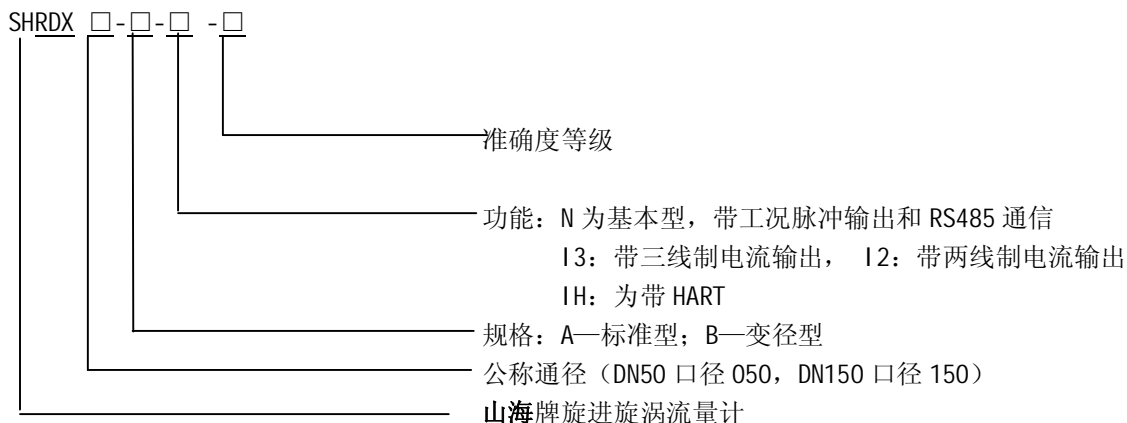 SHRDX □-□-□ -□
准确度等级
功能：N 为基本型，带工况脉冲输出和 RS485 通信
I3：带三线制电流输出， I2：带两线制电流输出
IH：为带 HART
规格：A—标准型；B—变径型
公称通径（DN50 口径 050，DN150 口径 150）
山海牌旋进旋涡流量计